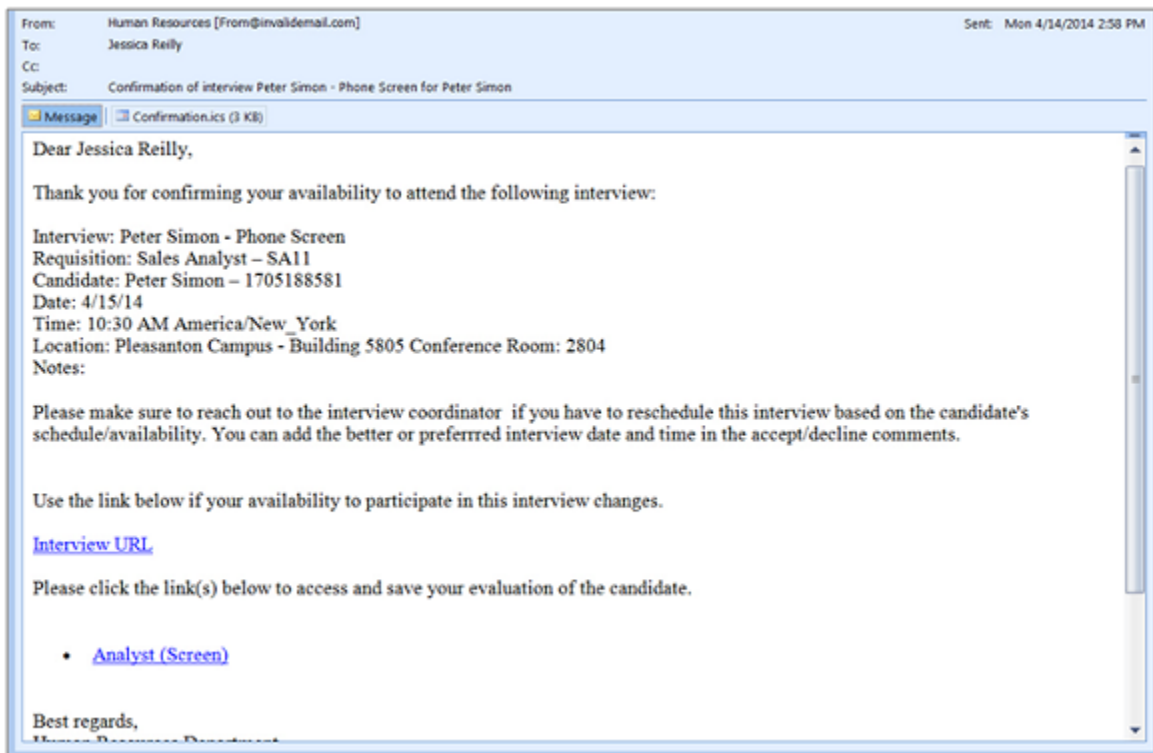 From: Human Resources [From@invalidemail.com] Sent: Mon 4/14/2014 2:58 PM
To: Jessica Reilly
Cc:
Subject: Confirmation of interview Peter Simon - Phone Screen for Peter Simon
Message Confirmation.ics (3 KB)
Dear Jessica Reilly,
Thank you for confirming your availability to attend the following interview:
Interview: Peter Simon - Phone Screen
Requisition: Sales Analyst – SA11
Candidate: Peter Simon – 1705188581
Date: 4/15/14
Time: 10:30 AM America/New_York
Location: Pleasanton Campus - Building 5805 Conference Room: 2804
Notes:
Please make sure to reach out to the interview coordinator  if you have to reschedule this interview based on the candidate's
schedule/availability. You can add the better or preferrred interview date and time in the accept/decline comments.
Use the link below if your availability to participate in this interview changes.
Interview URL
Please click the link(s) below to access and save your evaluation of the candidate.
• Analyst (Screen)
Best regards,
Human Resources Department